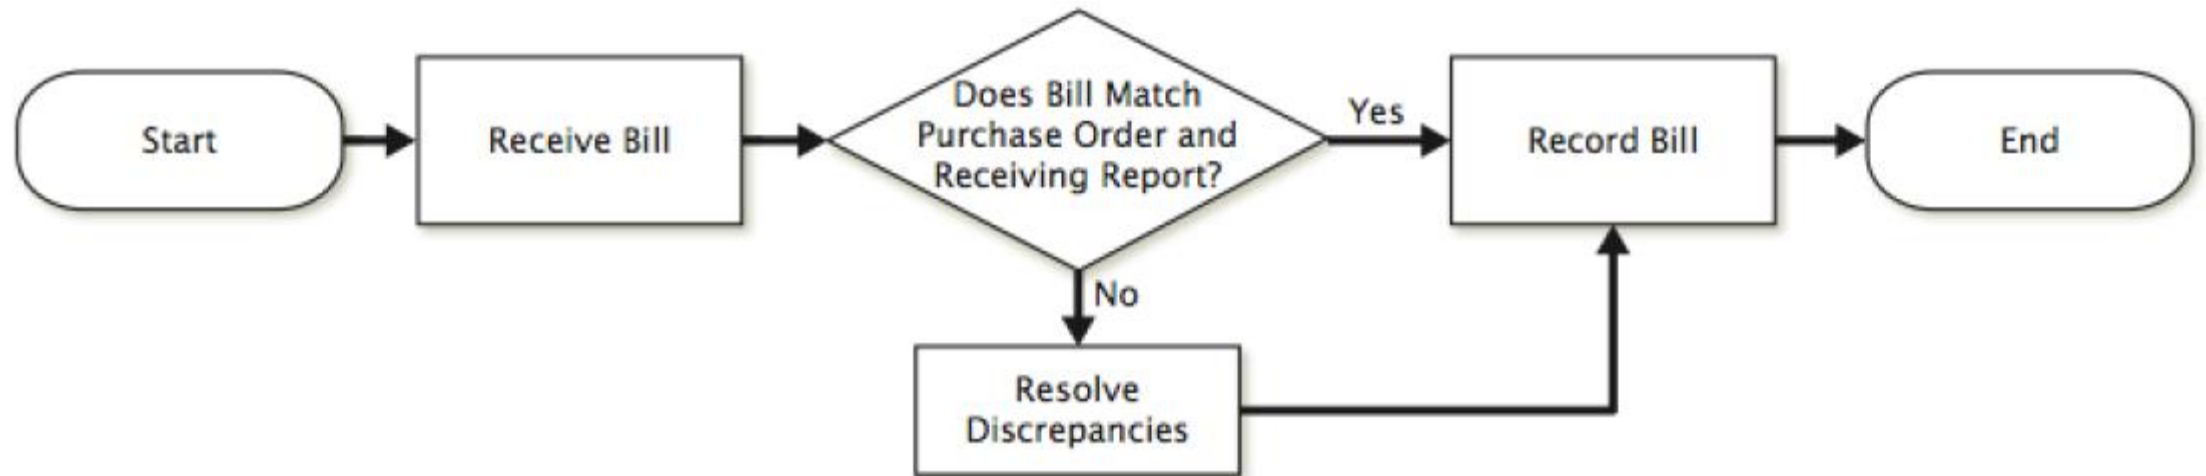 Start
Receive Bill
Does Bill Match
Purchase Order and
Receiving Report?
Yes
Record Bill
End
No
Resolve
Discrepancies